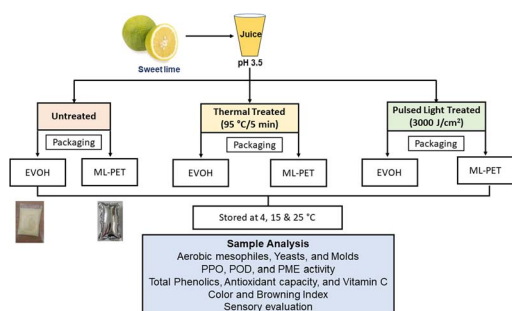 Sweet lime
Juice
pH 3.5
Untreated
Thermal Treated
(95 °C/5 min)
Pulsed Light Treated
(3000 J/cm²)
Packaging
Packaging
Packaging
EVOH
ML-PET
EVOH
ML-PET
EVOH
ML-PET
Stored at 4, 15 & 25 °C
Sample Analysis
Aerobic mesophiles, Yeasts, and Molds
PPO, POD, and PME activity
Total Phenolics, Antioxidant capacity, and Vitamin C
Color and Browning Index
Sensory evaluation